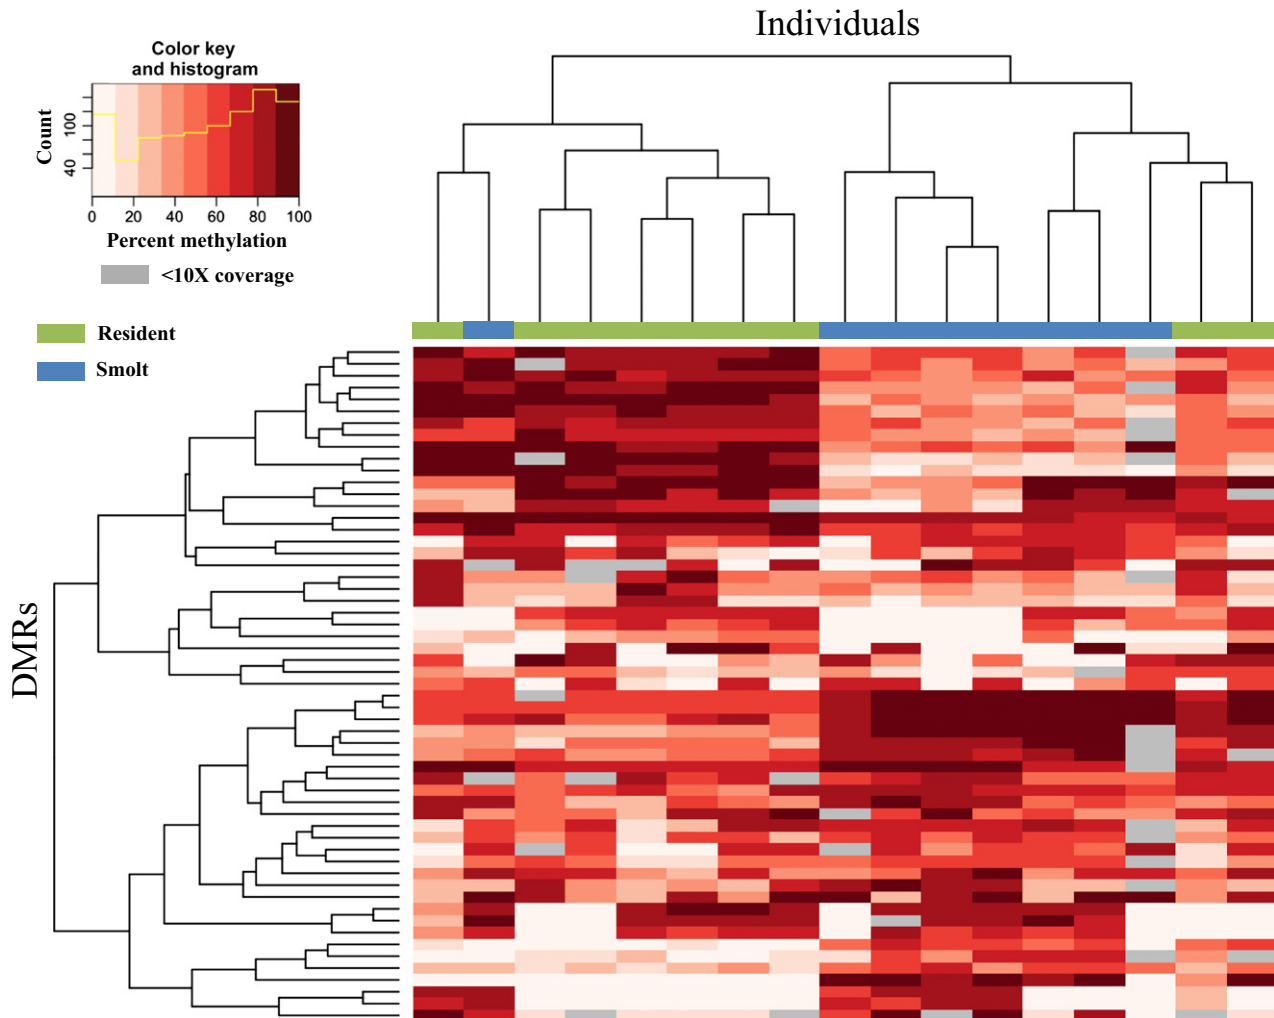 Individuals
Color key
and histogram
Count
100
40
0 20 40 60 80 100
Percent methylation
<10X coverage
Resident
Smolt
DMRs